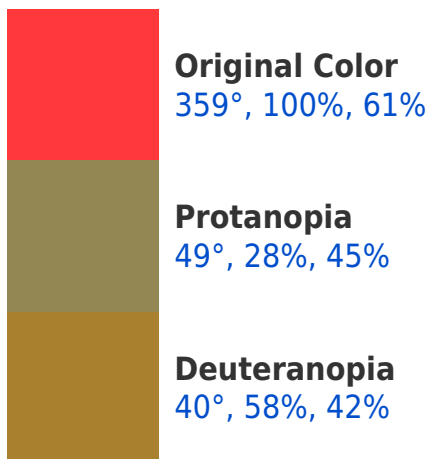 Original Color
359°, 100%, 61%
Protanopia
49°, 28%, 45%
Deuteranopia
40°, 58%, 42%